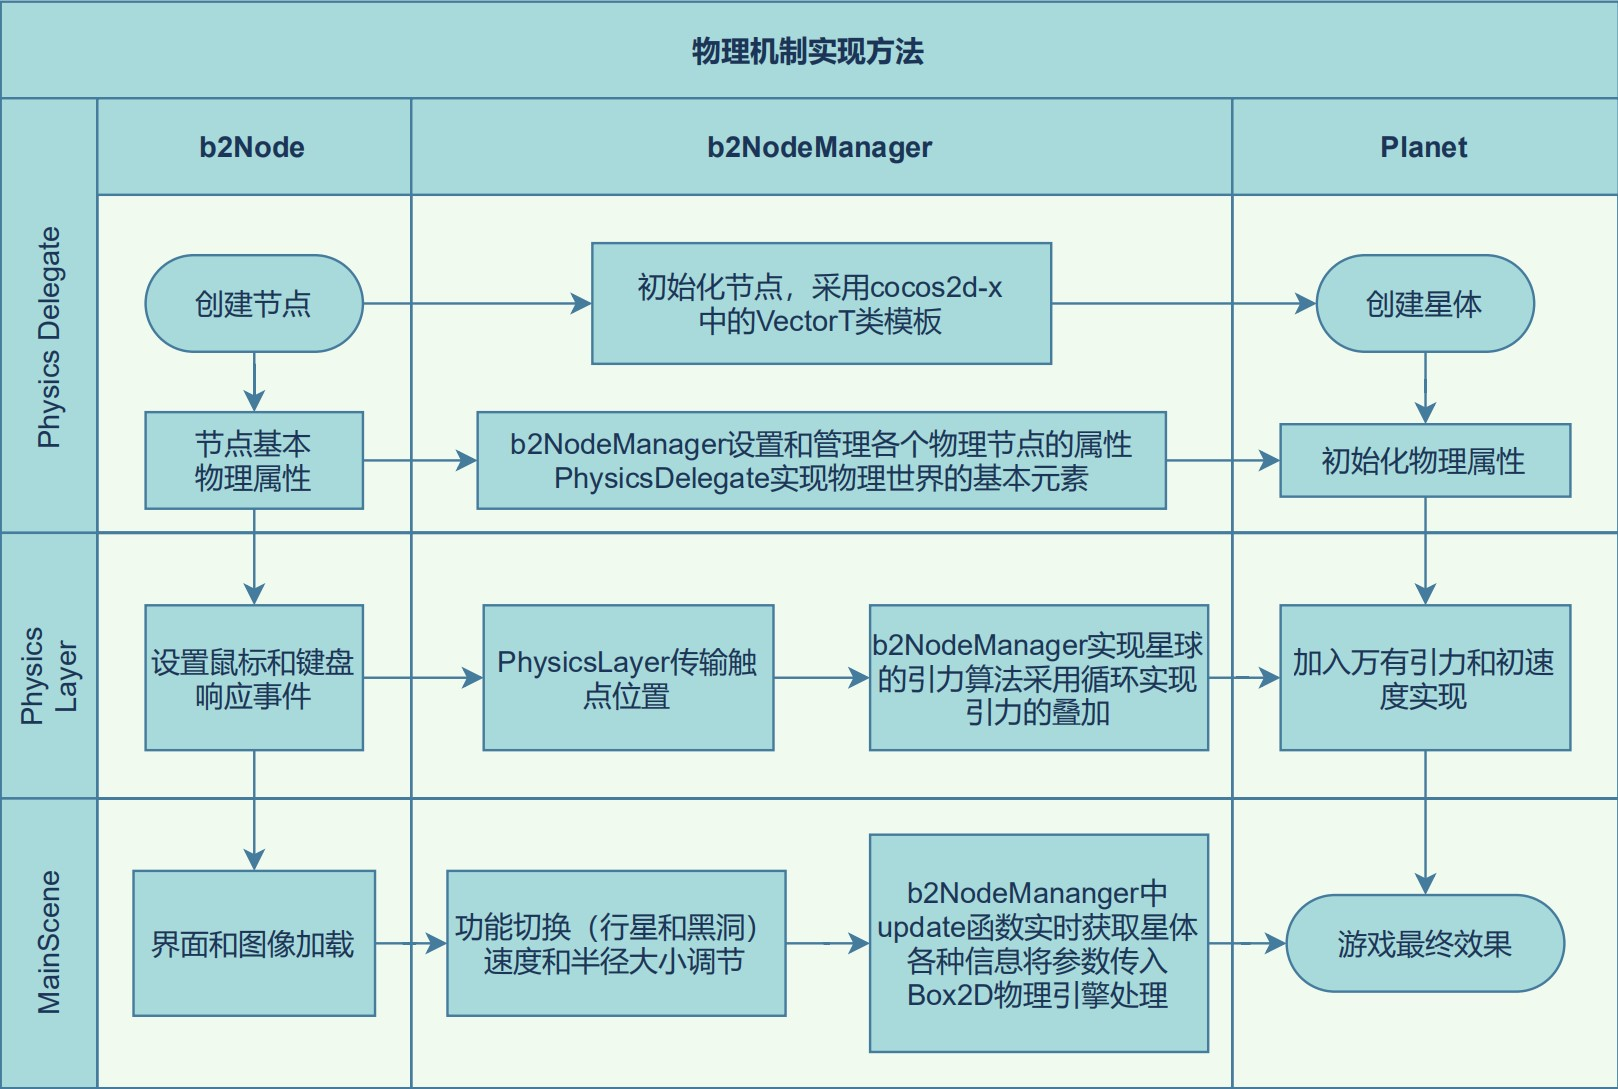 物理机制实现方法
b2Node
b2NodeManager
Planet
Physics Delegate
创建节点
初始化节点，采用cocos2d-x
中的VectorT类模板
创建星体
节点基本
物理属性
b2NodeManager设置和管理各个物理节点的属性
PhysicsDelegate实现物理世界的基本元素
初始化物理属性
Physics
Layer
设置鼠标和键盘
响应事件
PhysicsLayer传输触
点位置
b2NodeManager实现星球
的引力算法采用循环实现
引力的叠加
加入万有引力和初速
度实现
MainScene
界面和图像加载
功能切换（行星和黑洞）
速度和半径大小调节
b2NodeMananger中
update函数实时获取星体
各种信息将参数传入
Box2D物理引擎处理
游戏最终效果